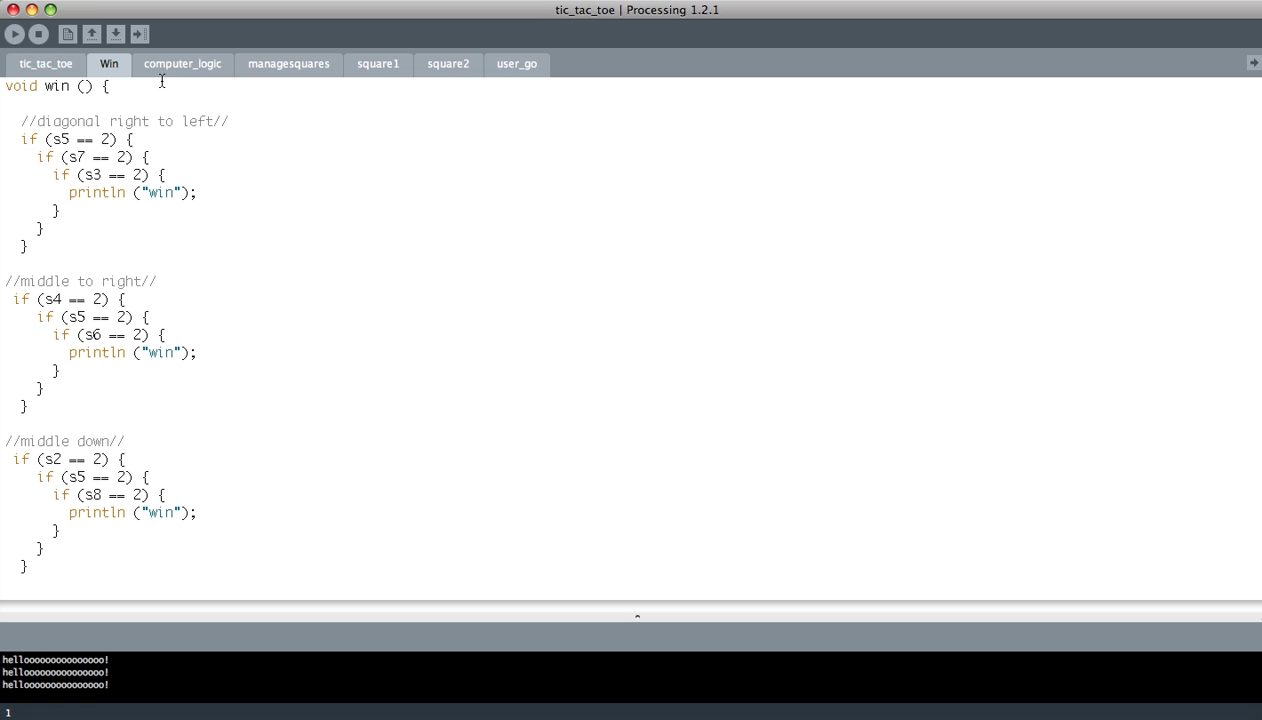 tic_tac_toe | Processing 1.2.1
tic_tac_toe Win computer_logic managesquares square1 square2 user_go
void win () {
//diagonal right to left//
if (s5 == 2) {
if (s7 == 2) {
if (s3 == 2) {
println ("win");
}
}
}
//middle to right//
if (s4 == 2) {
if (s5 == 2) {
if (s6 == 2) {
println ("win");
}
}
}
//middle down//
if (s2 == 2) {
if (s5 == 2) {
if (s8 == 2) {
println ("win");
}
}
}
hellooooooooooooooo!
hellooooooooooooooo!
hellooooooooooooooo!
1